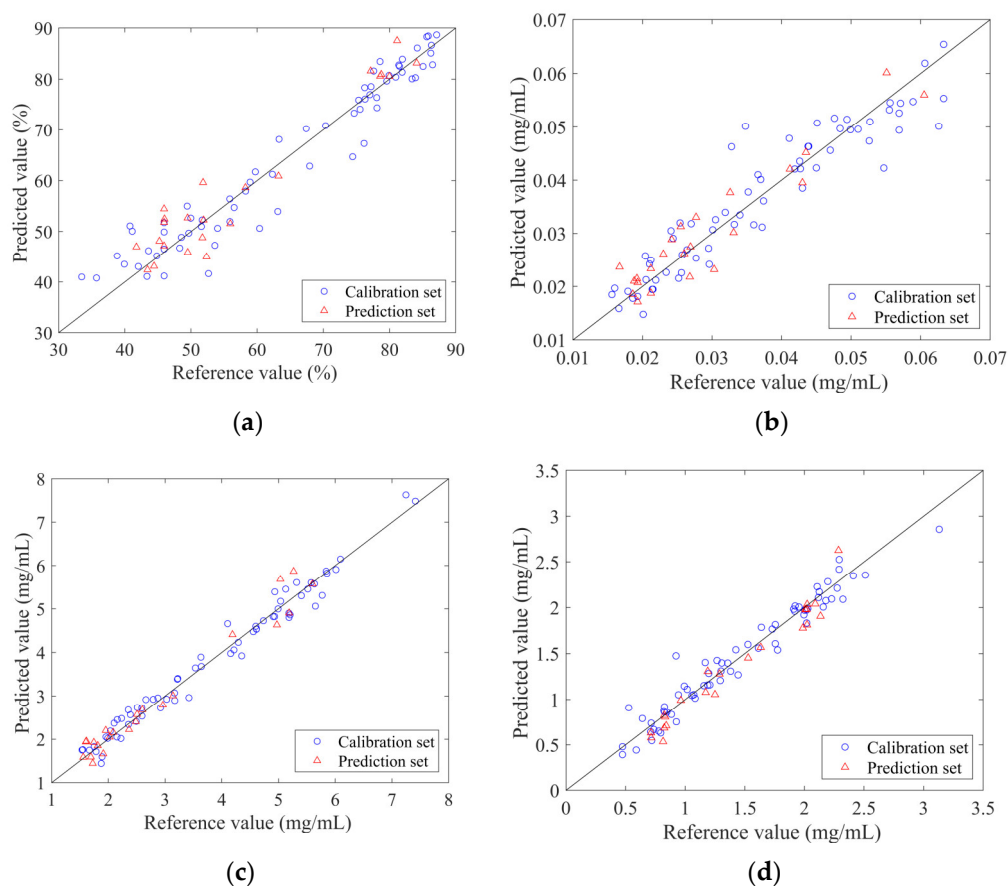 90
80
70
60
50
40
30
30 40 50 60 70 80 90
Predicted value (%)
Reference value (%)
Calibration set
Prediction set
(a)
0.07
0.06
0.05
0.04
0.03
0.02
0.01
0.01 0.02 0.03 0.04 0.05 0.06 0.07
Predicted value (mg/mL)
Reference value (mg/mL)
Calibration set
Prediction set
(b)
8
7
6
5
4
3
2
1
1 2 3 4 5 6 7 8
Predicted value (mg/mL)
Reference value (mg/mL)
Calibration set
Prediction set
(c)
3.5
3
2.5
2
1.5
1
0.5
0
0 0.5 1 1.5 2 2.5 3 3.5
Predicted value (mg/mL)
Reference value (mg/mL)
Calibration set
Prediction set
(d)